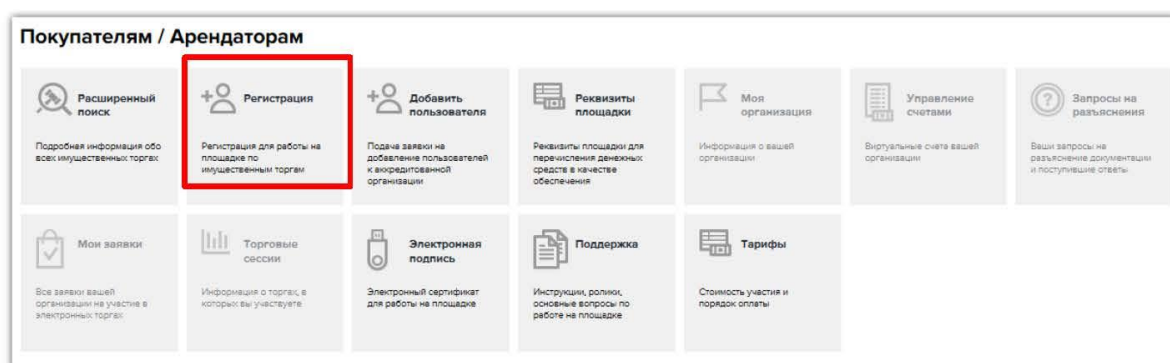 Покупателям / Арендаторам
Расширенный
поиск
Подробная информация обо
всех имущественных торгах
Регистрация
Регистрация для работы на
площадке по
имущественным торгам
Добавить
пользователя
Подача заявки на
добавление пользователей
к аккредитованной
организации
Реквизиты
площадки
Реквизиты площадки для
перечисления денежных
средств в качестве
обеспечения
Моя
организация
Информация о вашей
организации
Управление
счетами
Виртуальные счета вашей
организации
Запросы на
разъяснения
Ваши запросы на
разъяснение документации
и поступившие ответы
Мои заявки
Все заявки вашей
организации на участие в
электронных торгах
Торговые
сессии
Информация о торгах, в
которых вы участвуете
Электронная
подпись
Электронный сертификат
для работы на площадке
Поддержка
Инструкции, ролики,
основные вопросы по
работе на площадке
Тарифы
Стоимость участия и
порядок оплаты